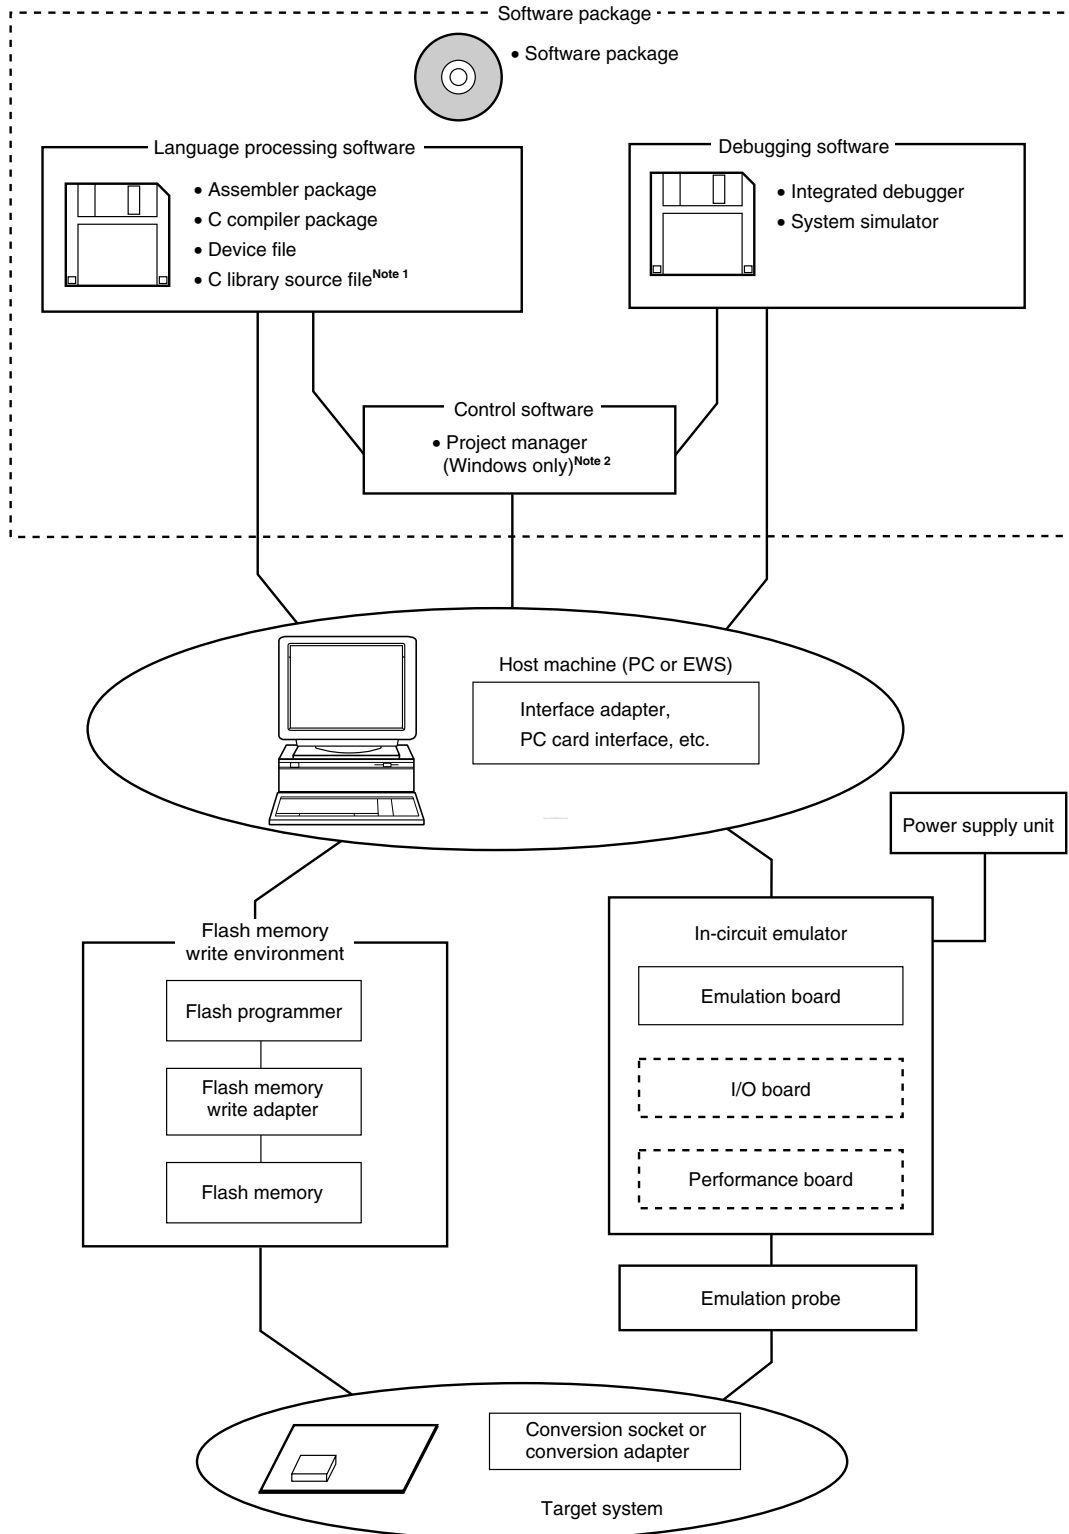 Software package
• Software package
Language processing software
• Assembler package
• C compiler package
• Device file
• C library source fileNote 1
Debugging software
• Integrated debugger
• System simulator
Control software
• Project manager
(Windows only)Note 2
Host machine (PC or EWS)
Interface adapter,
PC card interface, etc.
Power supply unit
Flash memory
write environment
Flash programmer
Flash memory
write adapter
Flash memory
In-circuit emulator
Emulation board
I/O board
Performance board
Emulation probe
Conversion socket or
conversion adapter
Target system